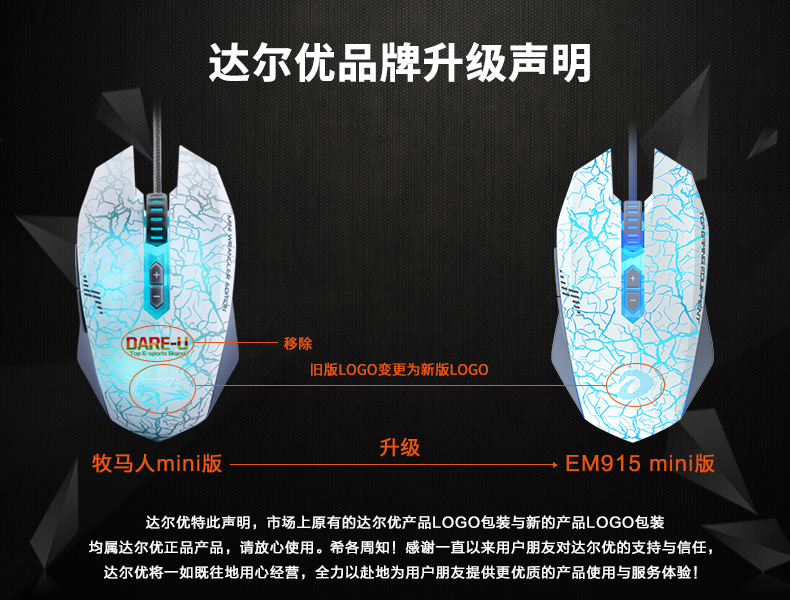 达尔优品牌升级声明
MINI WRANGLER EDITION
TOP GAMING EQUIPMENT
DARE-U
Top E-sports Brand
移除
旧版LOGO变更为新版LOGO
升级
牧马人mini版
EM915 mini版
达尔优特此声明，市场上原有的达尔优产品LOGO包装与新的产品LOGO包装
均属达尔优正品产品，请放心使用。希各周知！感谢一直以来用户朋友对达尔优的支持与信任，
达尔优将一如既往地用心经营，全力以赴地为用户朋友提供更优质的产品使用与服务体验！